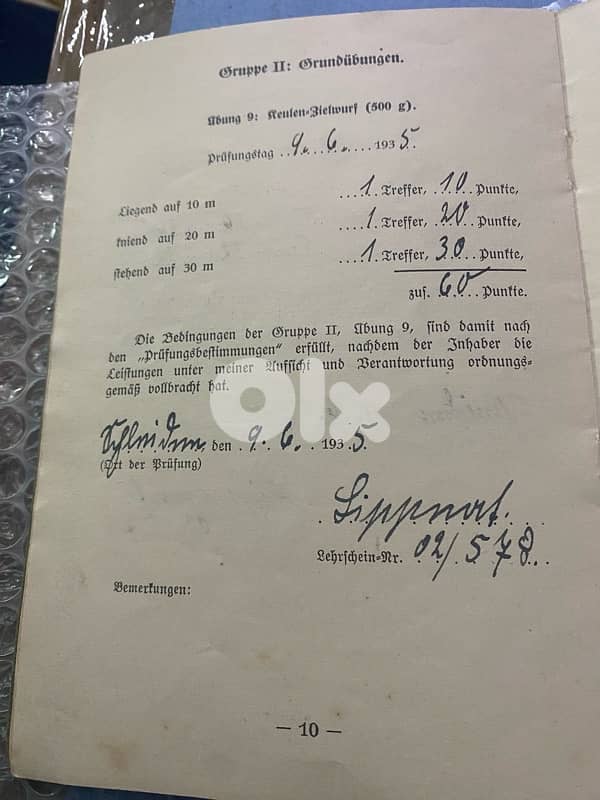 Gruppe II: Grundübungen.
Übung 9: Keulen-Zielwurf (500 g).
Prüfungstag 9. 6. 1935.
Liegend auf 10 m 1 Treffer, 10 Punkte,
kniend auf 20 m 1 Treffer, 20 Punkte,
stehend auf 30 m 1 Treffer, 30 Punkte,
zus. 60 Punkte.
Die Bedingungen der Gruppe II, Übung 9, sind damit nach
den „Prüfungsbestimmungen“ erfüllt, nachdem der Inhaber die
Leistungen unter meiner Aufsicht und Verantwortung ordnungs-
gemäß vollbracht hat.
OLX
Schleiden, den 9. 6. 1935.
(Ort der Prüfung)
Lehrschein-Nr. 02/578.
Bemerkungen:
— 10 —